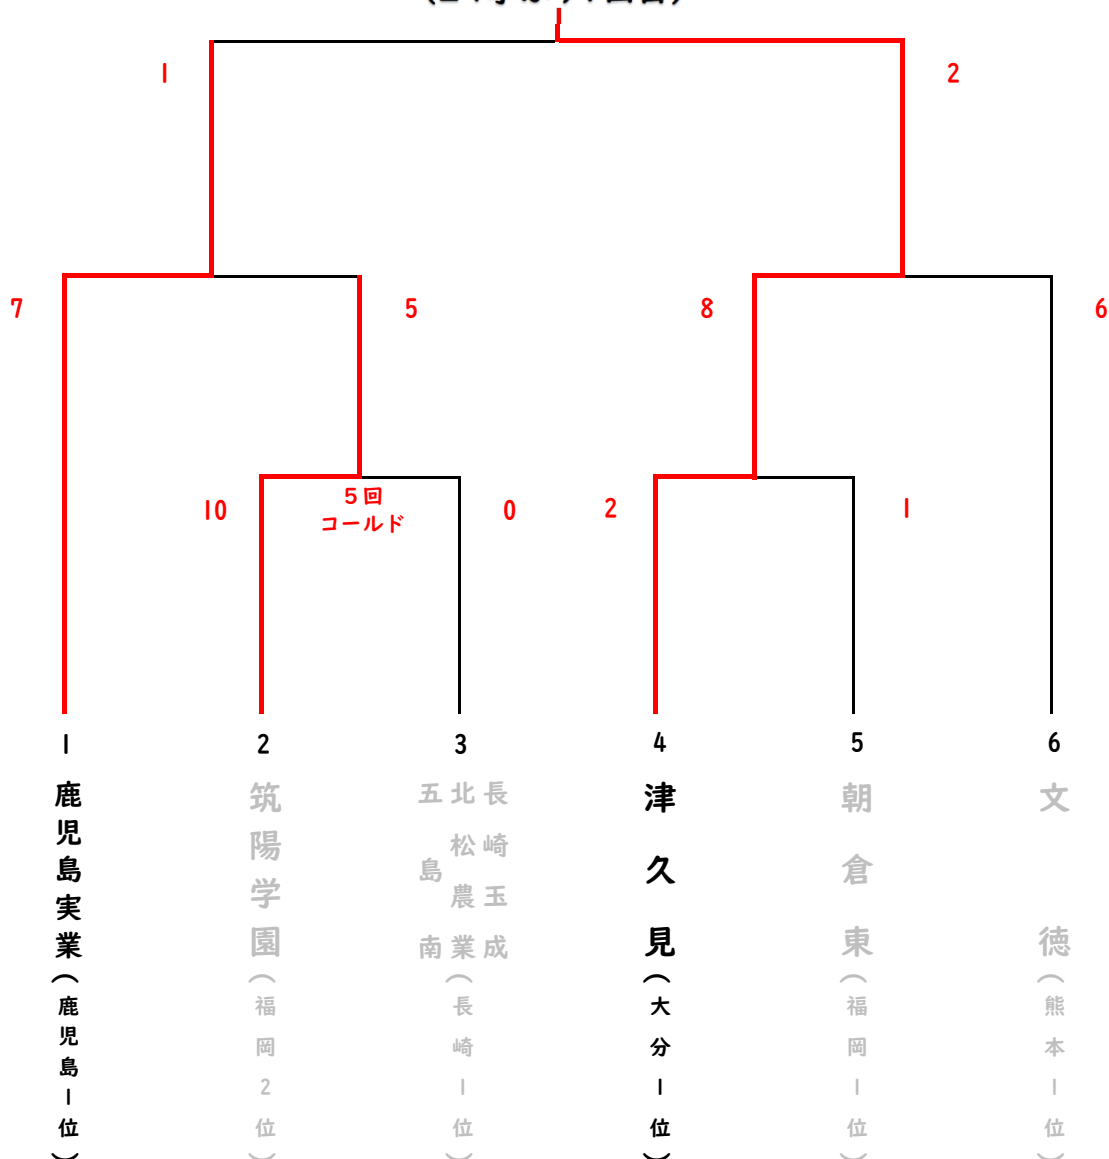 1
2
7
5
8
6
10
5回
コールド
0
2
1
1
2
3
4
5
6
鹿児島実業(鹿児島1位)
筑陽学園(福岡2位)
長崎玉成
北松農業
五島南
(長崎1位)
津久見(大分1位)
朝倉東(福岡1位)
文徳(熊本1位)